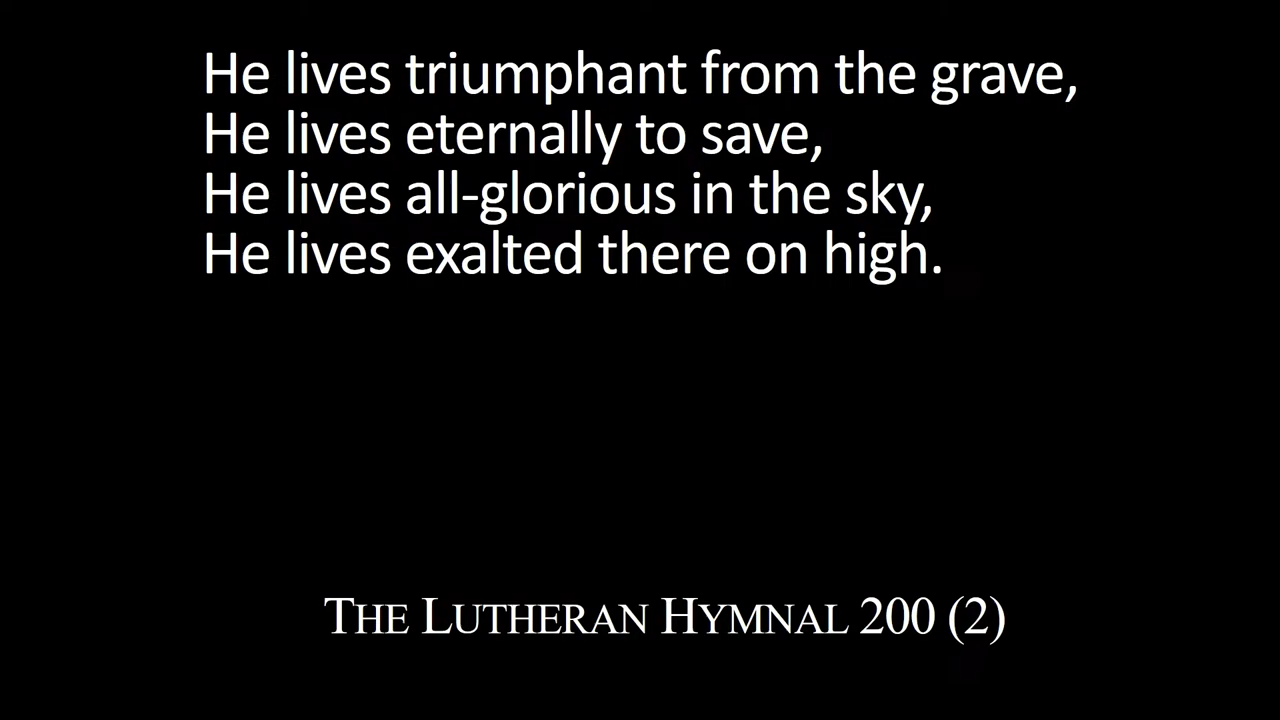 He lives triumphant from the grave,
He lives eternally to save,
He lives all-glorious in the sky,
He lives exalted there on high.
THE LUTHERAN HYMNAL 200 (2)